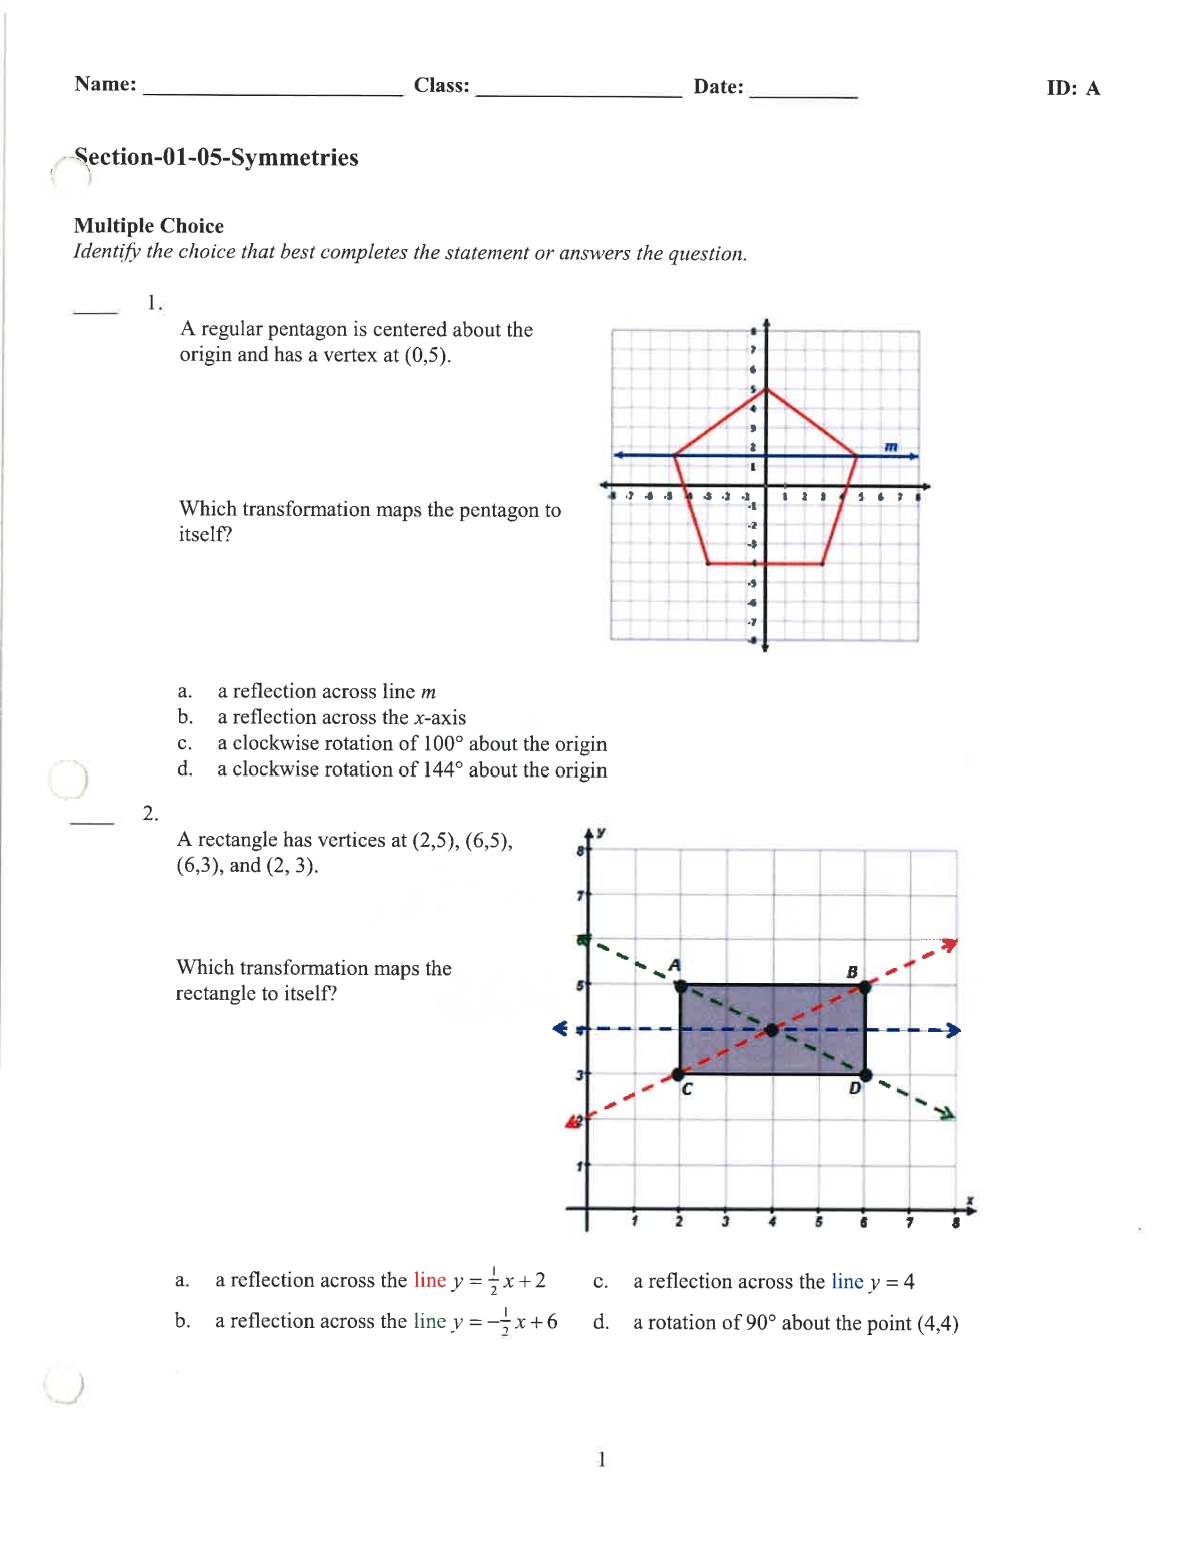 Name: ____________________ Class: ____________________ Date: __________ ID: A
Section-01-05-Symmetries
Multiple Choice
Identify the choice that best completes the statement or answers the question.
____ 1.
A regular pentagon is centered about the
origin and has a vertex at (0,5).
Which transformation maps the pentagon to
itself?
8
7
6
5
4
3
2
1
m
-8 -7 -6 -5 -4 -3 -2 -1 1 2 3 4 5 6 7 8
-1
-2
-3
-4
-5
-6
-7
-8
a. a reflection across line m
b. a reflection across the x-axis
c. a clockwise rotation of 100° about the origin
d. a clockwise rotation of 144° about the origin
____ 2.
A rectangle has vertices at (2,5), (6,5),
(6,3), and (2, 3).
Which transformation maps the
rectangle to itself?
y
8
7
6
A B
5
4
3
C D
2
1
x
1 2 3 4 5 6 7 8
a. a reflection across the line y = ½x + 2 c. a reflection across the line y = 4
b. a reflection across the line y = −½x + 6 d. a rotation of 90° about the point (4,4)
1